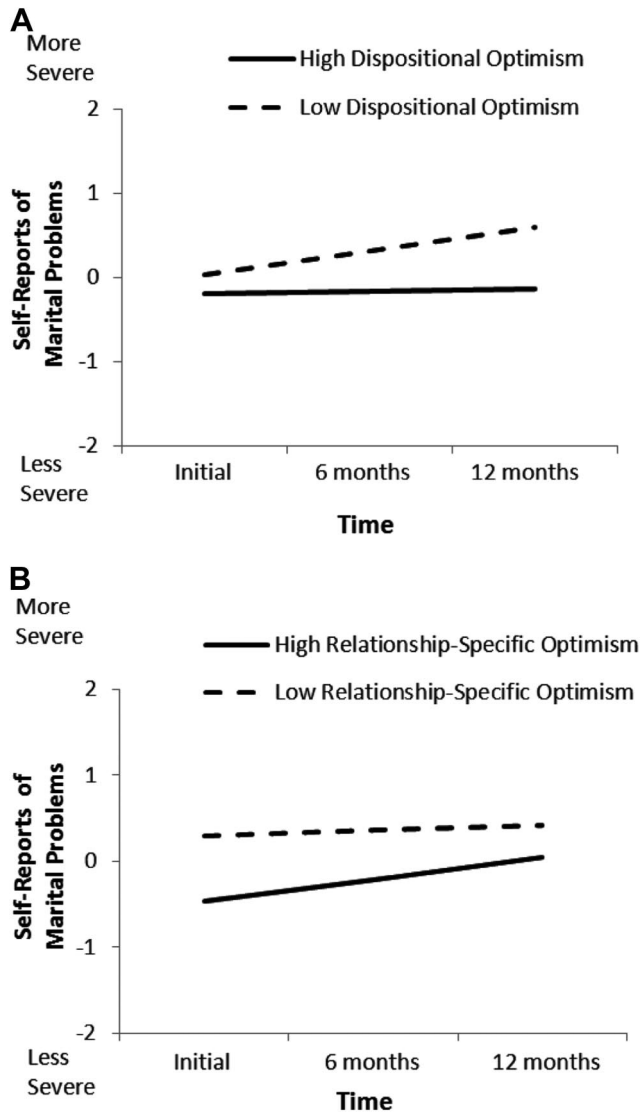 A
More
Severe
High Dispositional Optimism
Low Dispositional Optimism
2
1
0
-1
-2
Self-Reports of
Marital Problems
Less
Severe
Initial
6 months
12 months
Time
B
More
Severe
High Relationship-Specific Optimism
Low Relationship-Specific Optimism
2
1
0
-1
-2
Self-Reports of
Marital Problems
Less
Severe
Initial
6 months
12 months
Time